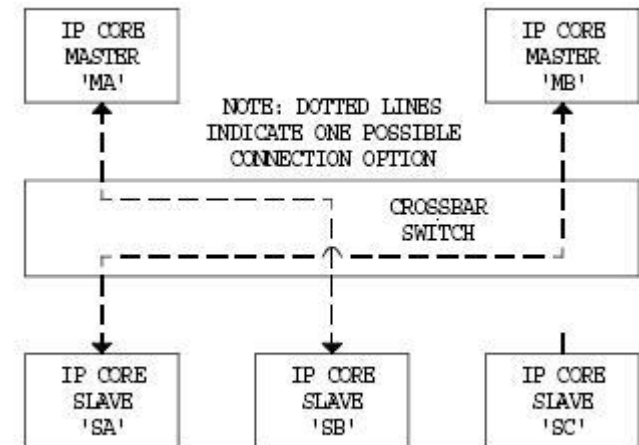 IP CORE
MASTER
'MA'
IP CORE
MASTER
'MB'
NOTE: DOTTED LINES
INDICATE ONE POSSIBLE
CONNECTION OPTION
CROSSBAR
SWITCH
IP CORE
SLAVE
'SA'
IP CORE
SLAVE
'SB'
IP CORE
SLAVE
'SC'